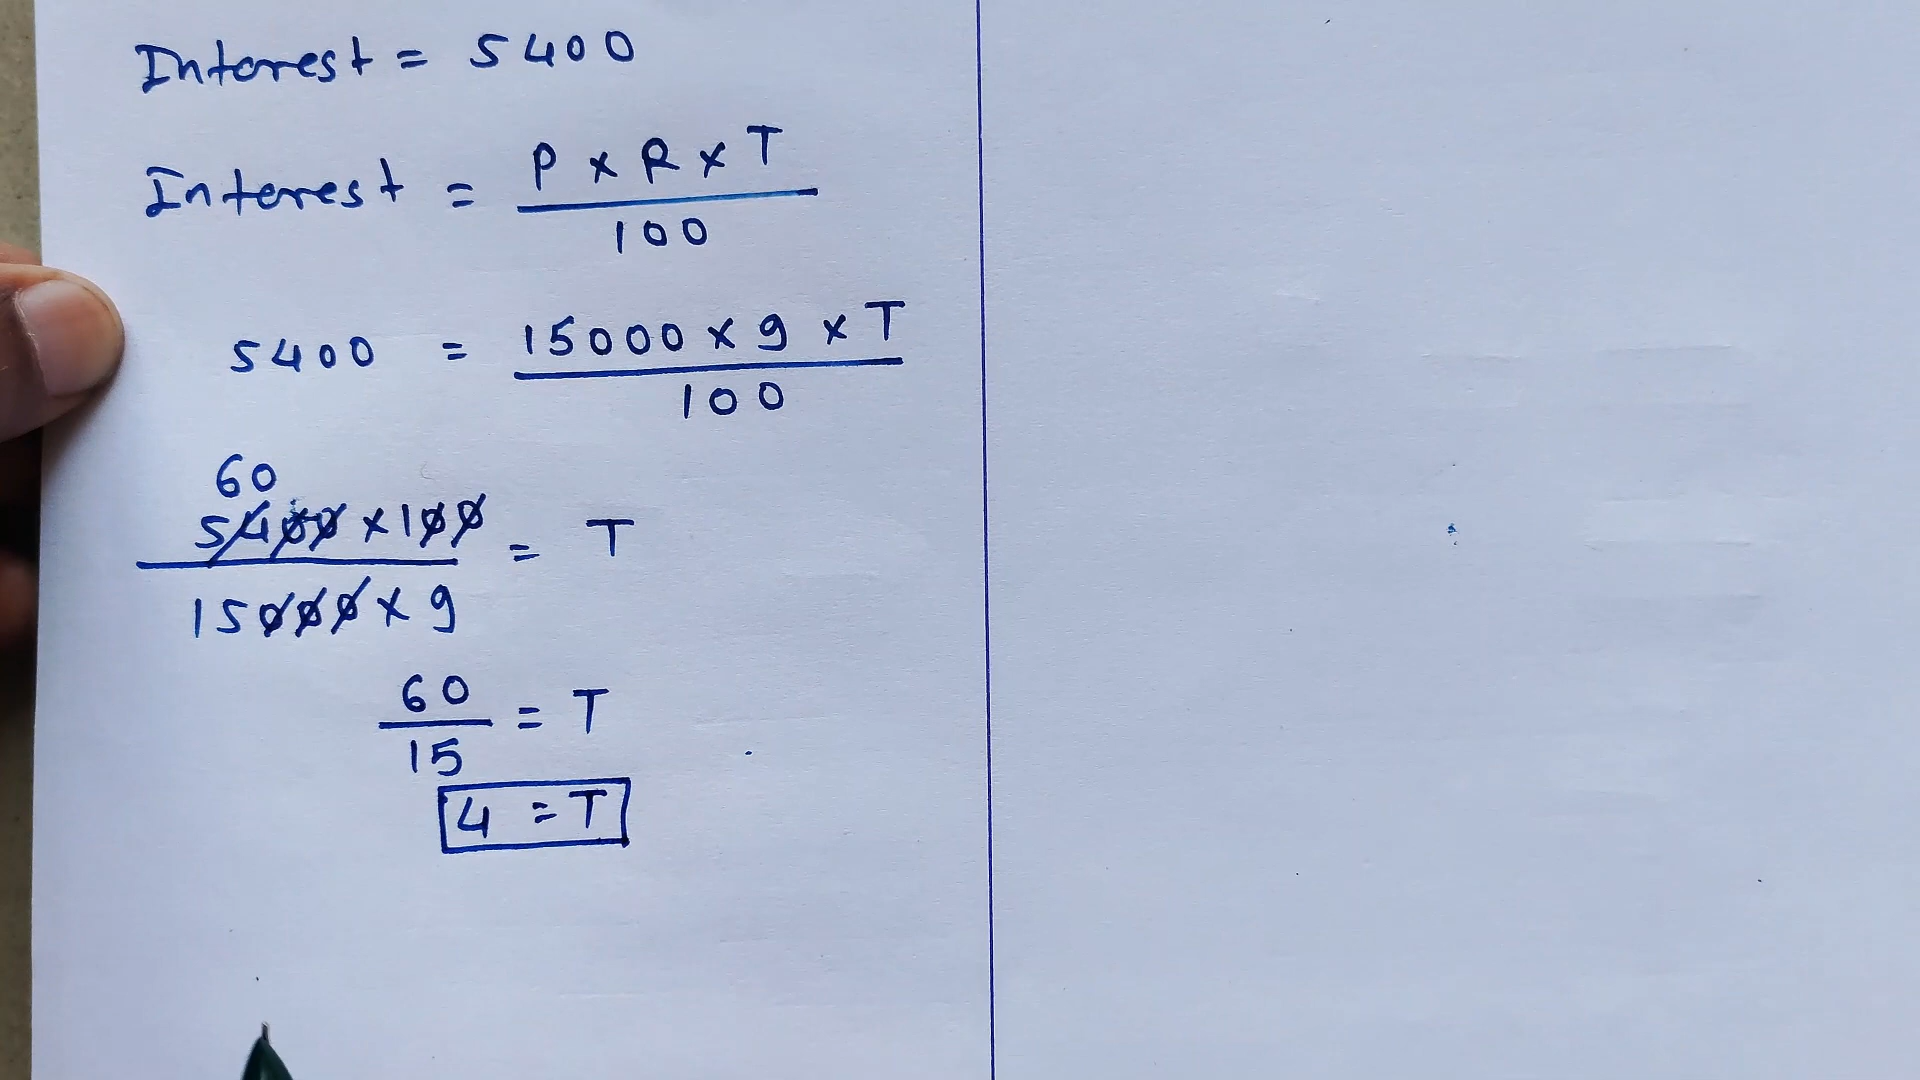 Interest = 5400
Interest = P x R x T
100
5400 = 15000 x 9 x T
100
60
5400 x 100 = T
15000 x 9
60 = T
15
4 = T